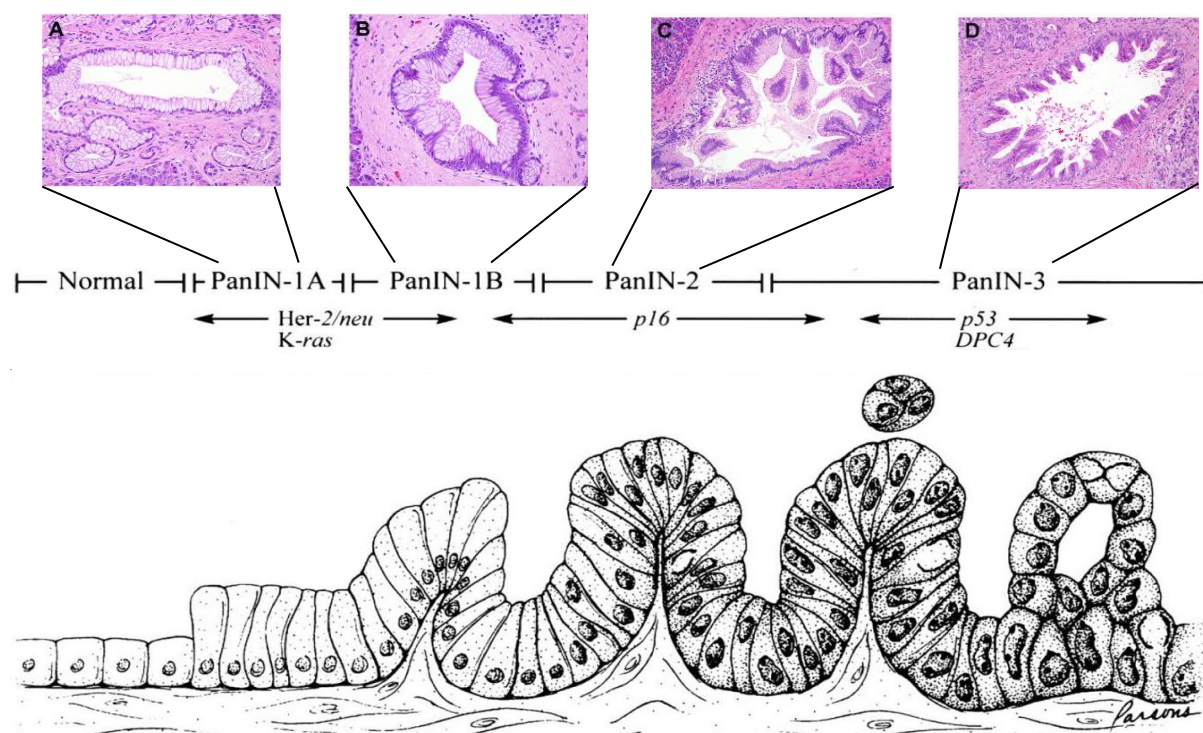 A B C D
Normal PanIN-1A PanIN-1B PanIN-2 PanIN-3
Her-2/neu p16 p53
K-ras DPC4
Parsons